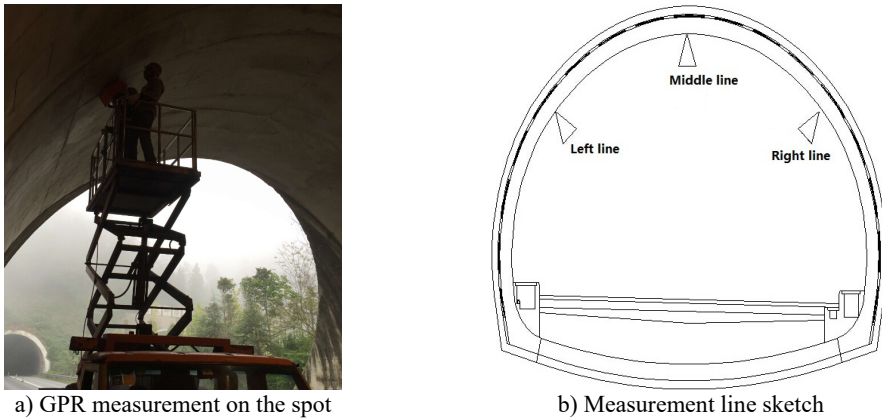 Middle line
Left line
Right line
a) GPR measurement on the spot
b) Measurement line sketch